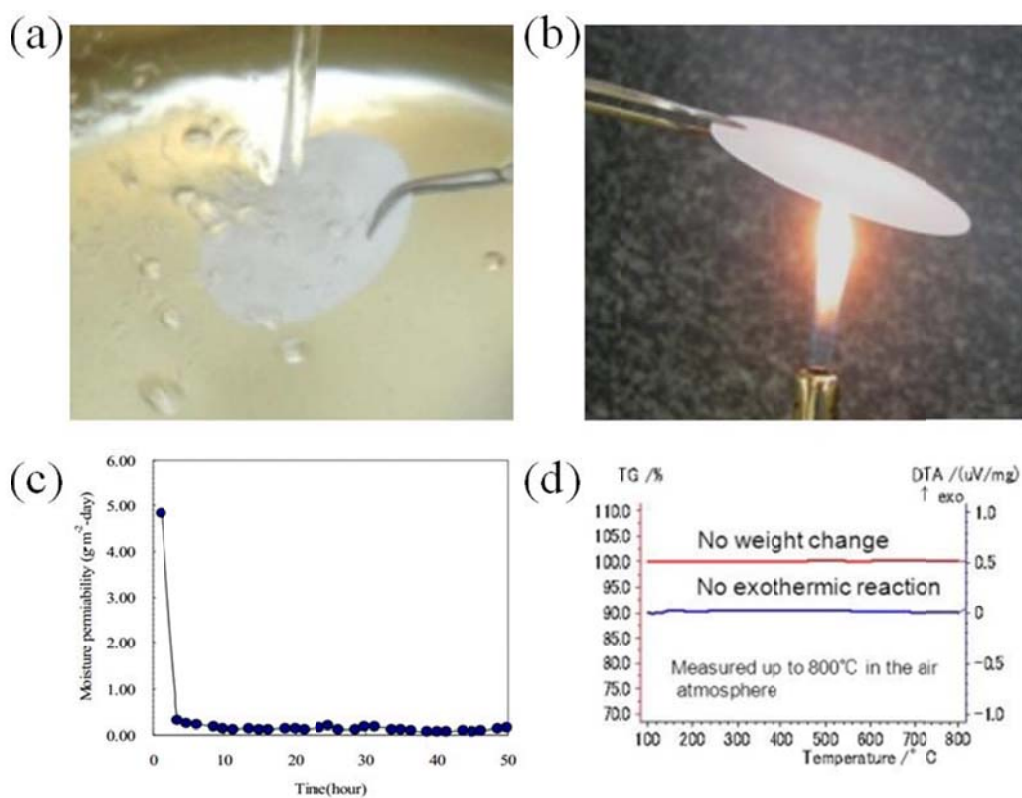 (a)
(b)
(c)
6.00
5.00
4.00
3.00
2.00
1.00
0.00
Moisture permiability (g·m-2-day)
0 10 20 30 40 50
Tine(hour)
(d)
TG /%
DTA /(uV/mg)
↑ exo
110.0
105.0
100.0
95.0
90.0
85.0
80.0
75.0
70.0
1.0
0.5
0
-0.5
-1.0
No weight change
No exothermic reaction
Measured up to 800°C in the air
atmosphere
100 200 300 400 500 600 700 800
Temperature /° C